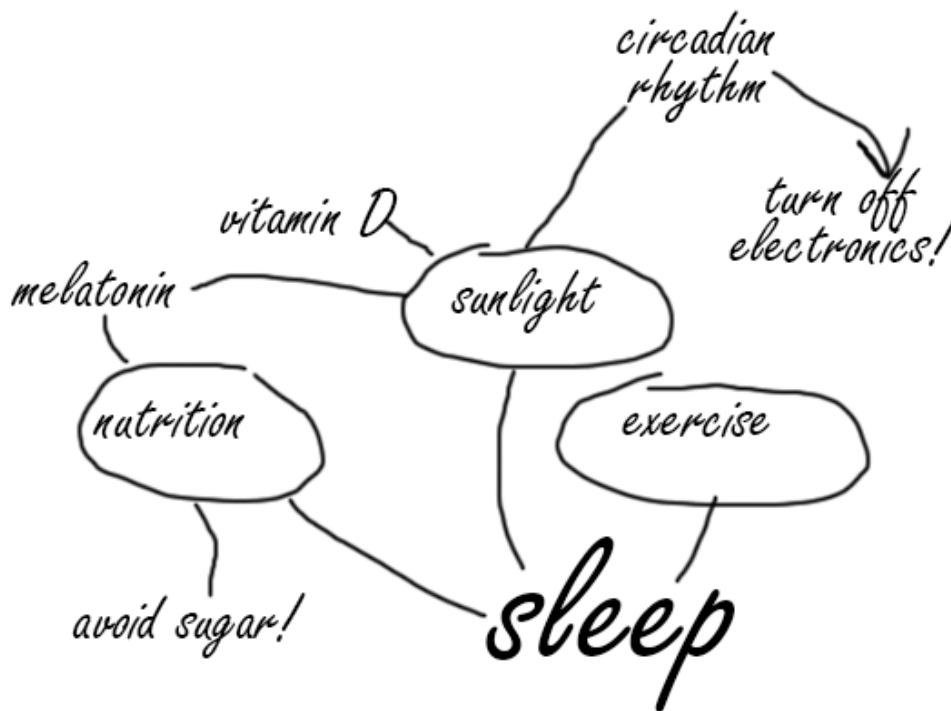 circadian
rhythm
turn off
electronics!
vitamin D
melatonin
sunlight
nutrition
exercise
avoid sugar!
sleep